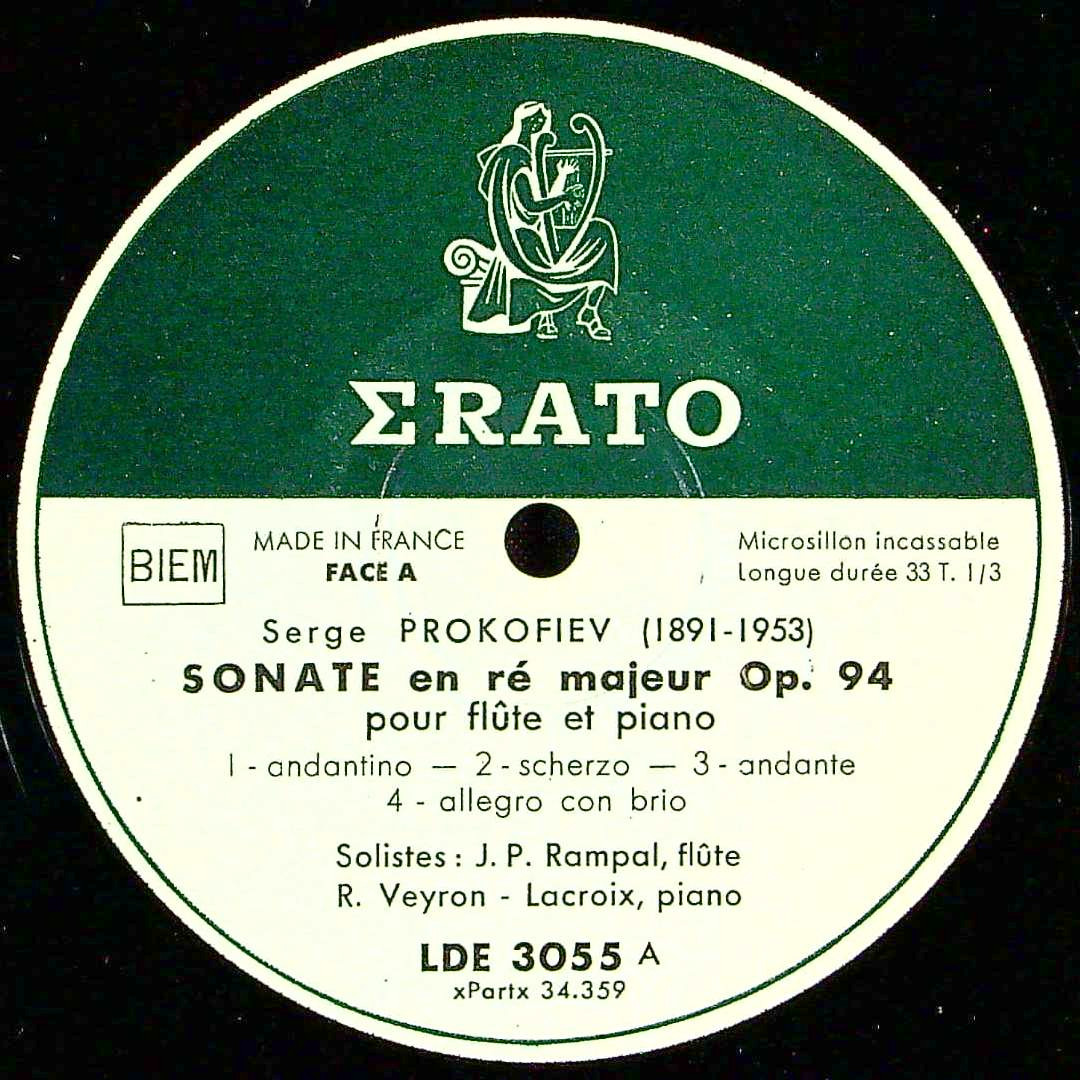 ΣRATO
BIEM
MADE IN FRANCE
FACE A
Microsillon incassable
Longue durée 33 T. 1/3
Serge PROKOFIEV (1891-1953)
SONATE en ré majeur Op. 94
pour flûte et piano
1 - andantino — 2 - scherzo — 3 - andante
4 - allegro con brio
Solistes : J. P. Rampal, flûte
R. Veyron - Lacroix, piano
LDE 3055 A
xPartx 34.359